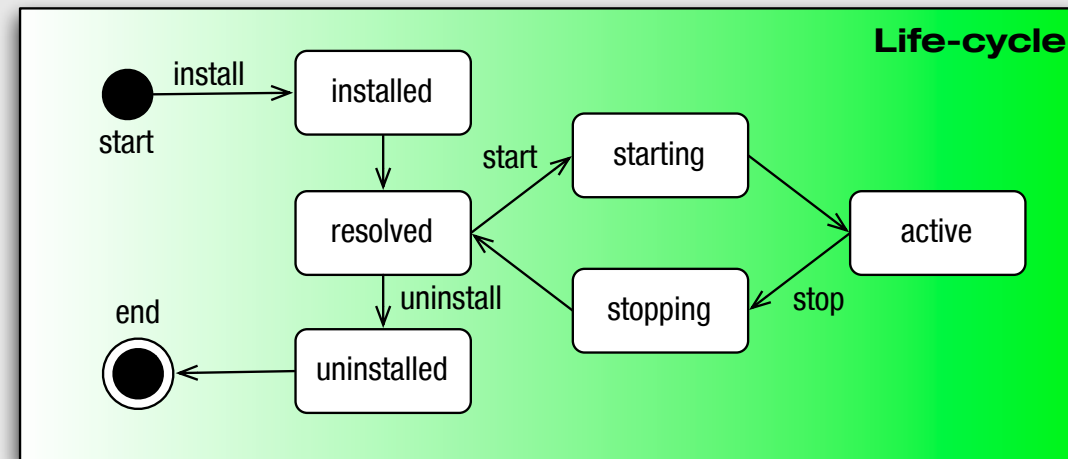 Life-cycle
install
installed
start
start
starting
resolved
active
uninstall
stopping
stop
end
uninstalled